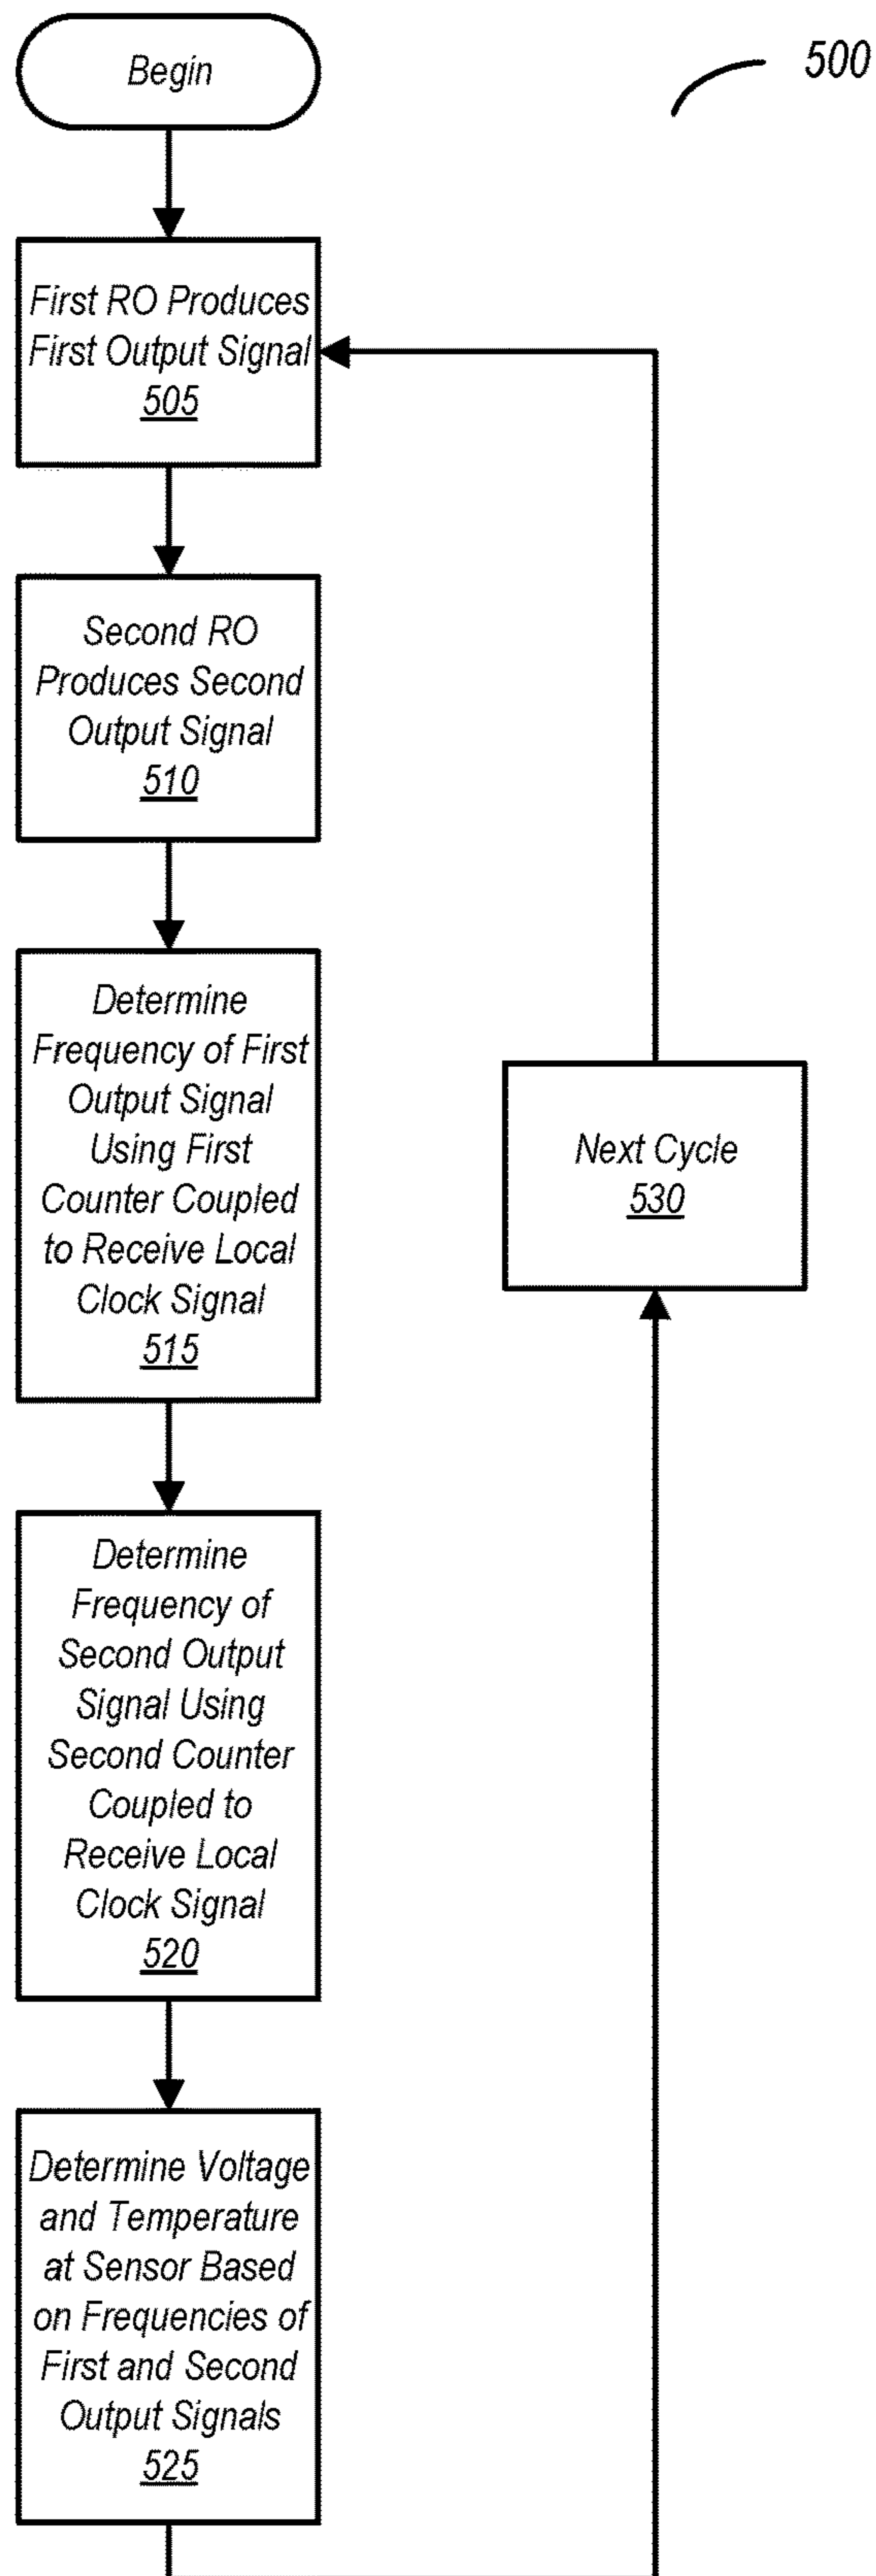 Begin
500
First RO Produces
First Output Signal
505
Second RO
Produces Second
Output Signal
510
Determine
Frequency of First
Output Signal
Using First
Counter Coupled
to Receive Local
Clock Signal
515
Next Cycle
530
Determine
Frequency of
Second Output
Signal Using
Second Counter
Coupled to
Receive Local
Clock Signal
520
Determine Voltage
and Temperature
at Sensor Based
on Frequencies of
First and Second
Output Signals
525